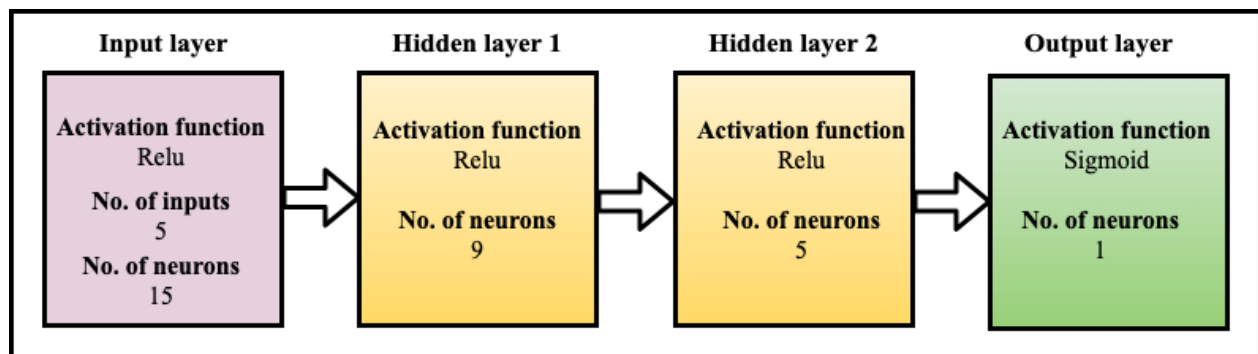 Input layer
Activation function
Relu
No. of inputs
5
No. of neurons
15
Hidden layer 1
Activation function
Relu
No. of neurons
9
Hidden layer 2
Activation function
Relu
No. of neurons
5
Output layer
Activation function
Sigmoid
No. of neurons
1